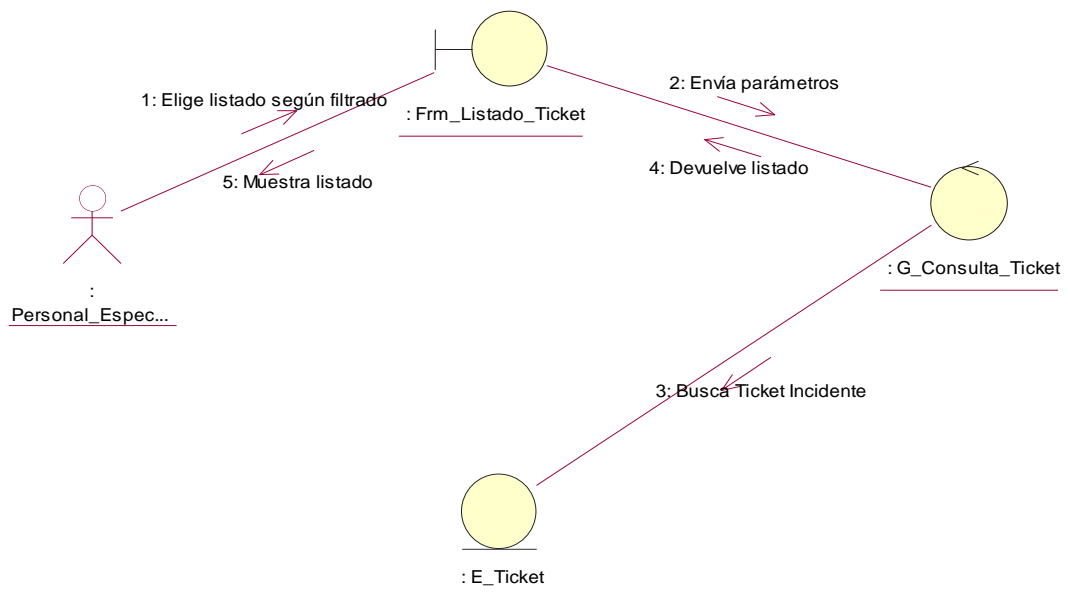 2: Envía parámetros
1: Elige listado según filtrado
: Frm_Listado_Ticket
4: Devuelve listado
5: Muestra listado
: G_Consulta_Ticket
:
Personal_Espec...
3: Busca Ticket Incidente
: E_Ticket